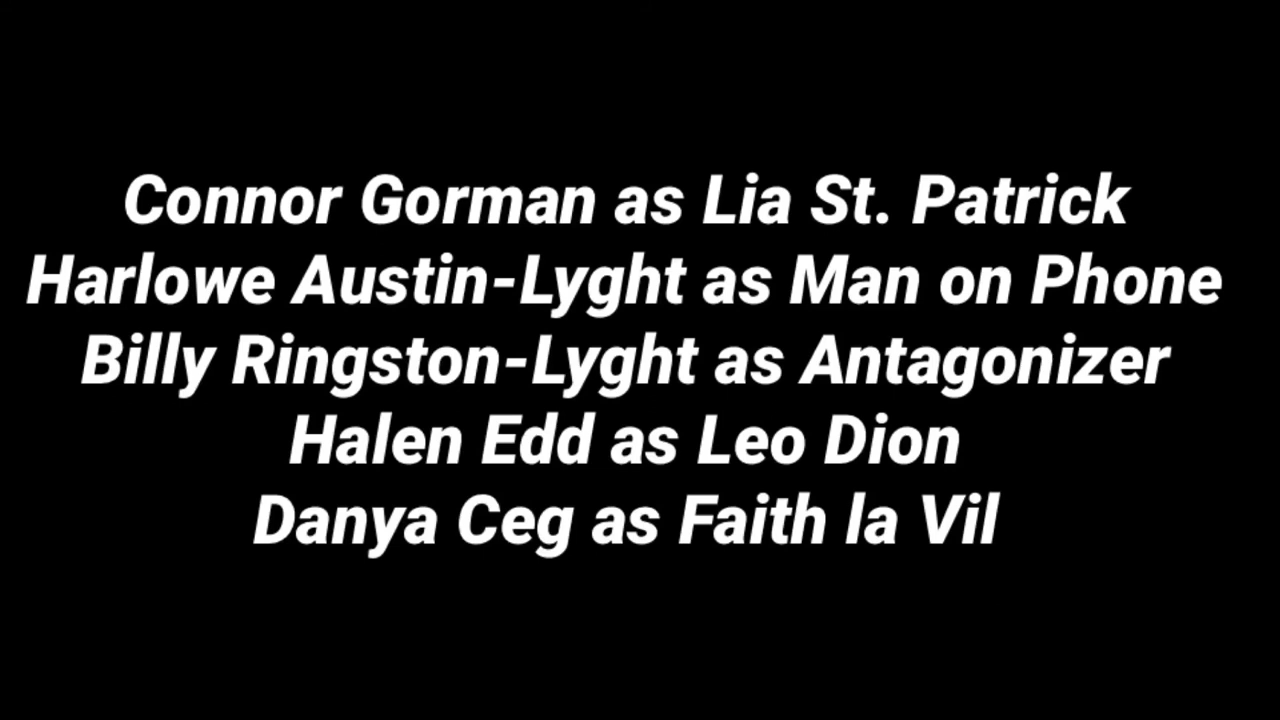 Connor Gorman as Lia St. Patrick
Harlowe Austin-Lyght as Man on Phone
Billy Ringston-Lyght as Antagonizer
Halen Edd as Leo Dion
Danya Ceg as Faith la Vil